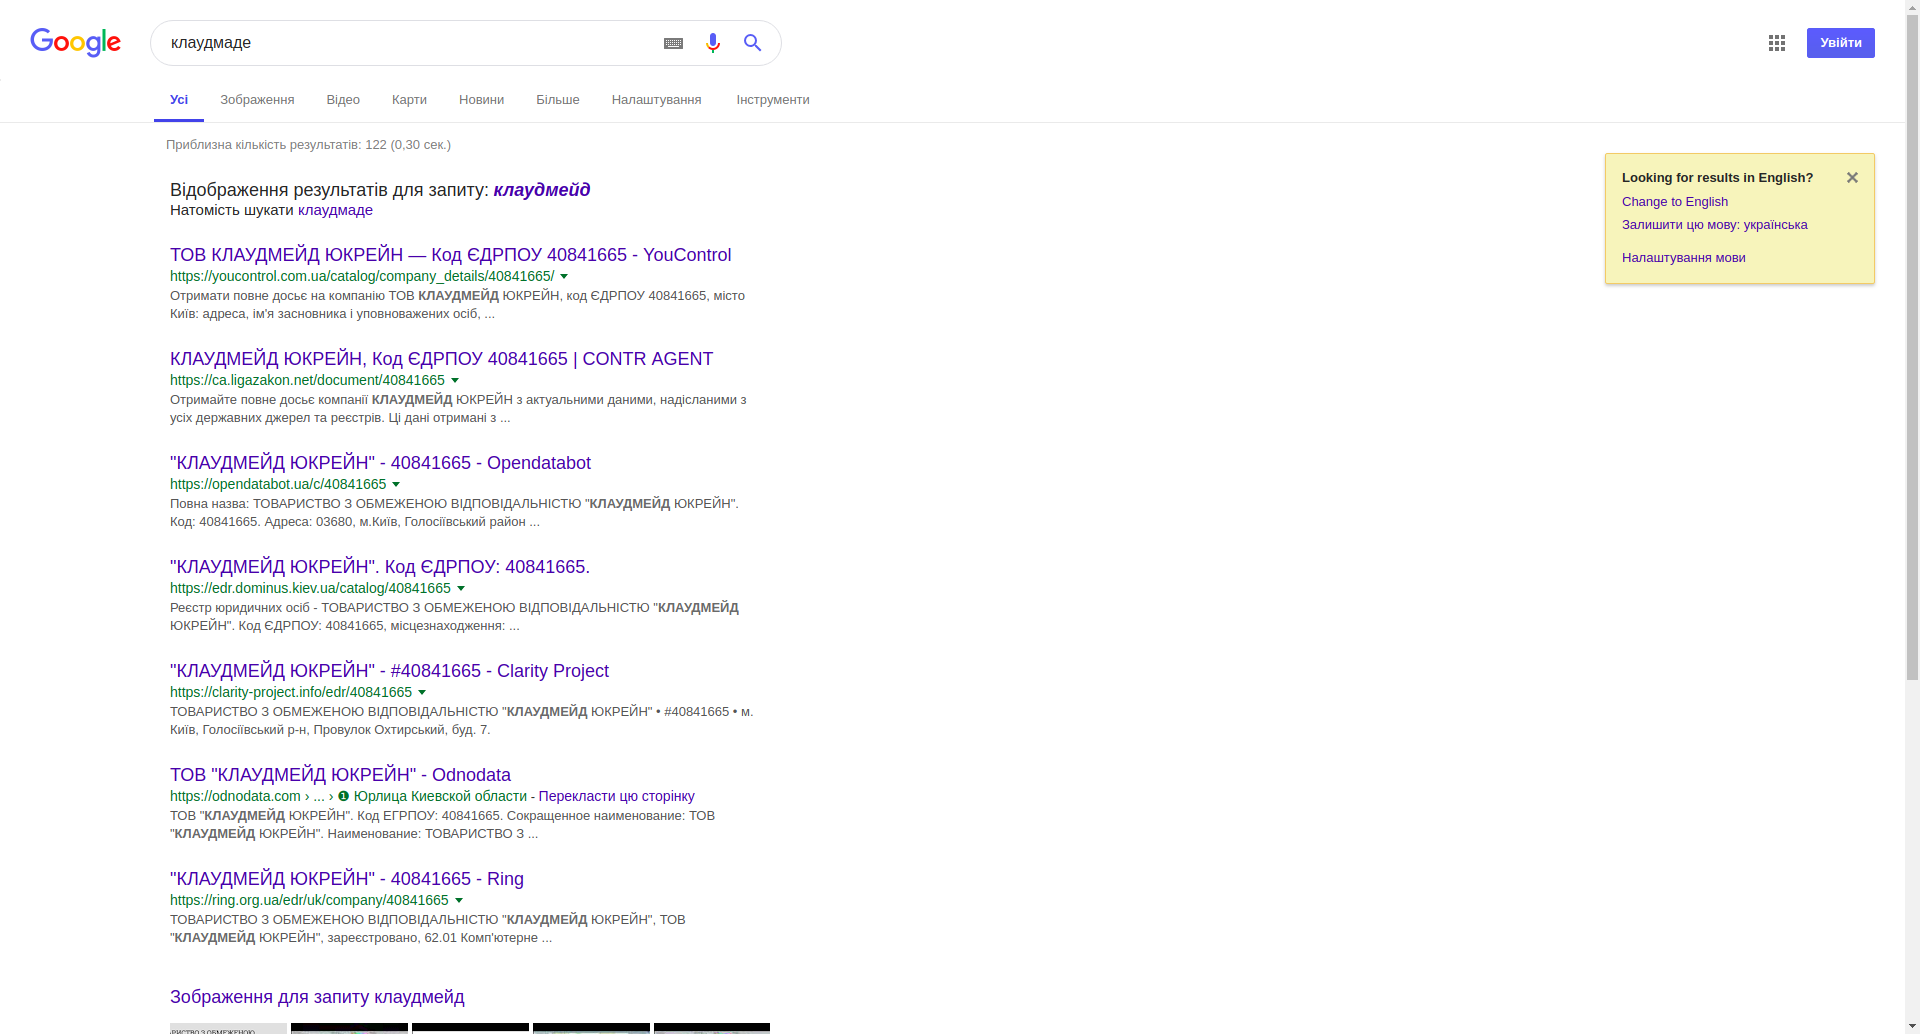 Google
клаудмаде
Увійти
Усі Зображення Відео Карти Новини Більше Налаштування Інструменти
Приблизна кількість результатів: 122 (0,30 сек.)
Відображення результатів для запиту: клаудмейд
Натомість шукати клаудмаде
Looking for results in English?
Change to English
Залишити цю мову: українська
Налаштування мови
ТОВ КЛАУДМЕЙД ЮКРЕЙН — Код ЄДРПОУ 40841665 - YouControl
https://youcontrol.com.ua/catalog/company_details/40841665/
Отримати повне досьє на компанію ТОВ КЛАУДМЕЙД ЮКРЕЙН, код ЄДРПОУ 40841665, місто
Київ: адреса, ім'я засновника і уповноважених осіб, ...
КЛАУДМЕЙД ЮКРЕЙН, Код ЄДРПОУ 40841665 | CONTR AGENT
https://ca.ligazakon.net/document/40841665
Отримайте повне досьє компанії КЛАУДМЕЙД ЮКРЕЙН з актуальними даними, надісланими з
усіх державних джерел та реєстрів. Ці дані отримані з ...
"КЛАУДМЕЙД ЮКРЕЙН" - 40841665 - Opendatabot
https://opendatabot.ua/c/40841665
Повна назва: ТОВАРИСТВО З ОБМЕЖЕНОЮ ВІДПОВІДАЛЬНІСТЮ "КЛАУДМЕЙД ЮКРЕЙН".
Код: 40841665. Адреса: 03680, м.Київ, Голосіївський район ...
"КЛАУДМЕЙД ЮКРЕЙН". Код ЄДРПОУ: 40841665.
https://edr.dominus.kiev.ua/catalog/40841665
Реєстр юридичних осіб - ТОВАРИСТВО З ОБМЕЖЕНОЮ ВІДПОВІДАЛЬНІСТЮ "КЛАУДМЕЙД
ЮКРЕЙН". Код ЄДРПОУ: 40841665, місцезнаходження: ...
"КЛАУДМЕЙД ЮКРЕЙН" - #40841665 - Clarity Project
https://clarity-project.info/edr/40841665
ТОВАРИСТВО З ОБМЕЖЕНОЮ ВІДПОВІДАЛЬНІСТЮ "КЛАУДМЕЙД ЮКРЕЙН" • #40841665 • м.
Київ, Голосіївський р-н, Провулок Охтирський, буд. 7.
ТОВ "КЛАУДМЕЙД ЮКРЕЙН" - Odnodata
https://odnodata.com › ... › ❶ Юрлица Киевской области - Перекласти цю сторінку
ТОВ "КЛАУДМЕЙД ЮКРЕЙН". Код ЕГРПОУ: 40841665. Сокращенное наименование: ТОВ
"КЛАУДМЕЙД ЮКРЕЙН". Наименование: ТОВАРИСТВО З ...
"КЛАУДМЕЙД ЮКРЕЙН" - 40841665 - Ring
https://ring.org.ua/edr/uk/company/40841665
ТОВАРИСТВО З ОБМЕЖЕНОЮ ВІДПОВІДАЛЬНІСТЮ "КЛАУДМЕЙД ЮКРЕЙН", ТОВ
"КЛАУДМЕЙД ЮКРЕЙН", зареєстровано, 62.01 Комп'ютерне ...
Зображення для запиту клаудмейд